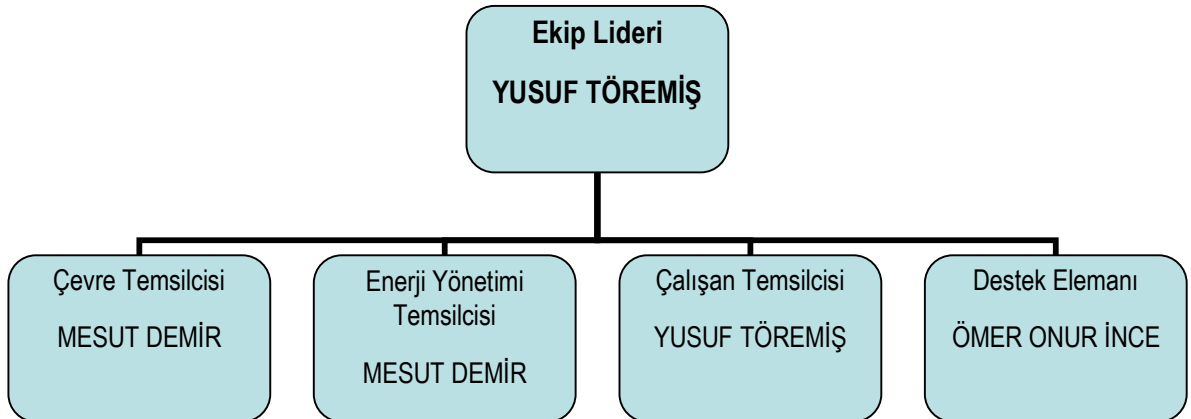 Ekip Lideri
YUSUF TÖREMİŞ
Çevre Temsilcisi
MESUT DEMİR
Enerji Yönetimi
Temsilcisi
MESUT DEMİR
Çalışan Temsilcisi
YUSUF TÖREMİŞ
Destek Elemanı
ÖMER ONUR İNCE